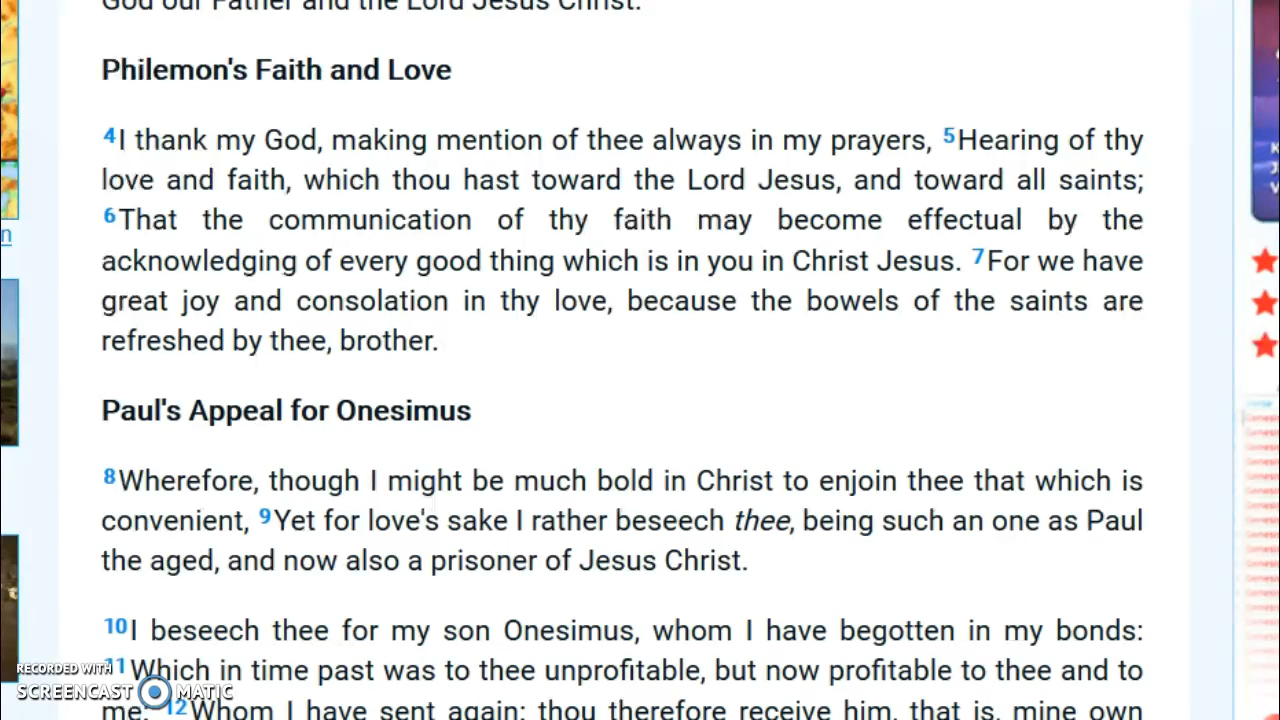 God our Father and the Lord Jesus Christ.
Philemon's Faith and Love
4I thank my God, making mention of thee always in my prayers, 5Hearing of thy
love and faith, which thou hast toward the Lord Jesus, and toward all saints;
6That the communication of thy faith may become effectual by the
acknowledging of every good thing which is in you in Christ Jesus. 7For we have
great joy and consolation in thy love, because the bowels of the saints are
refreshed by thee, brother.
Paul's Appeal for Onesimus
8Wherefore, though I might be much bold in Christ to enjoin thee that which is
convenient, 9Yet for love's sake I rather beseech thee, being such an one as Paul
the aged, and now also a prisoner of Jesus Christ.
10I beseech thee for my son Onesimus, whom I have begotten in my bonds:
11Which in time past was to thee unprofitable, but now profitable to thee and to
me: 12Whom I have sent again: thou therefore receive him, that is, mine own
n
K
J
V
RECORDED WITH
SCREENCAST MATIC